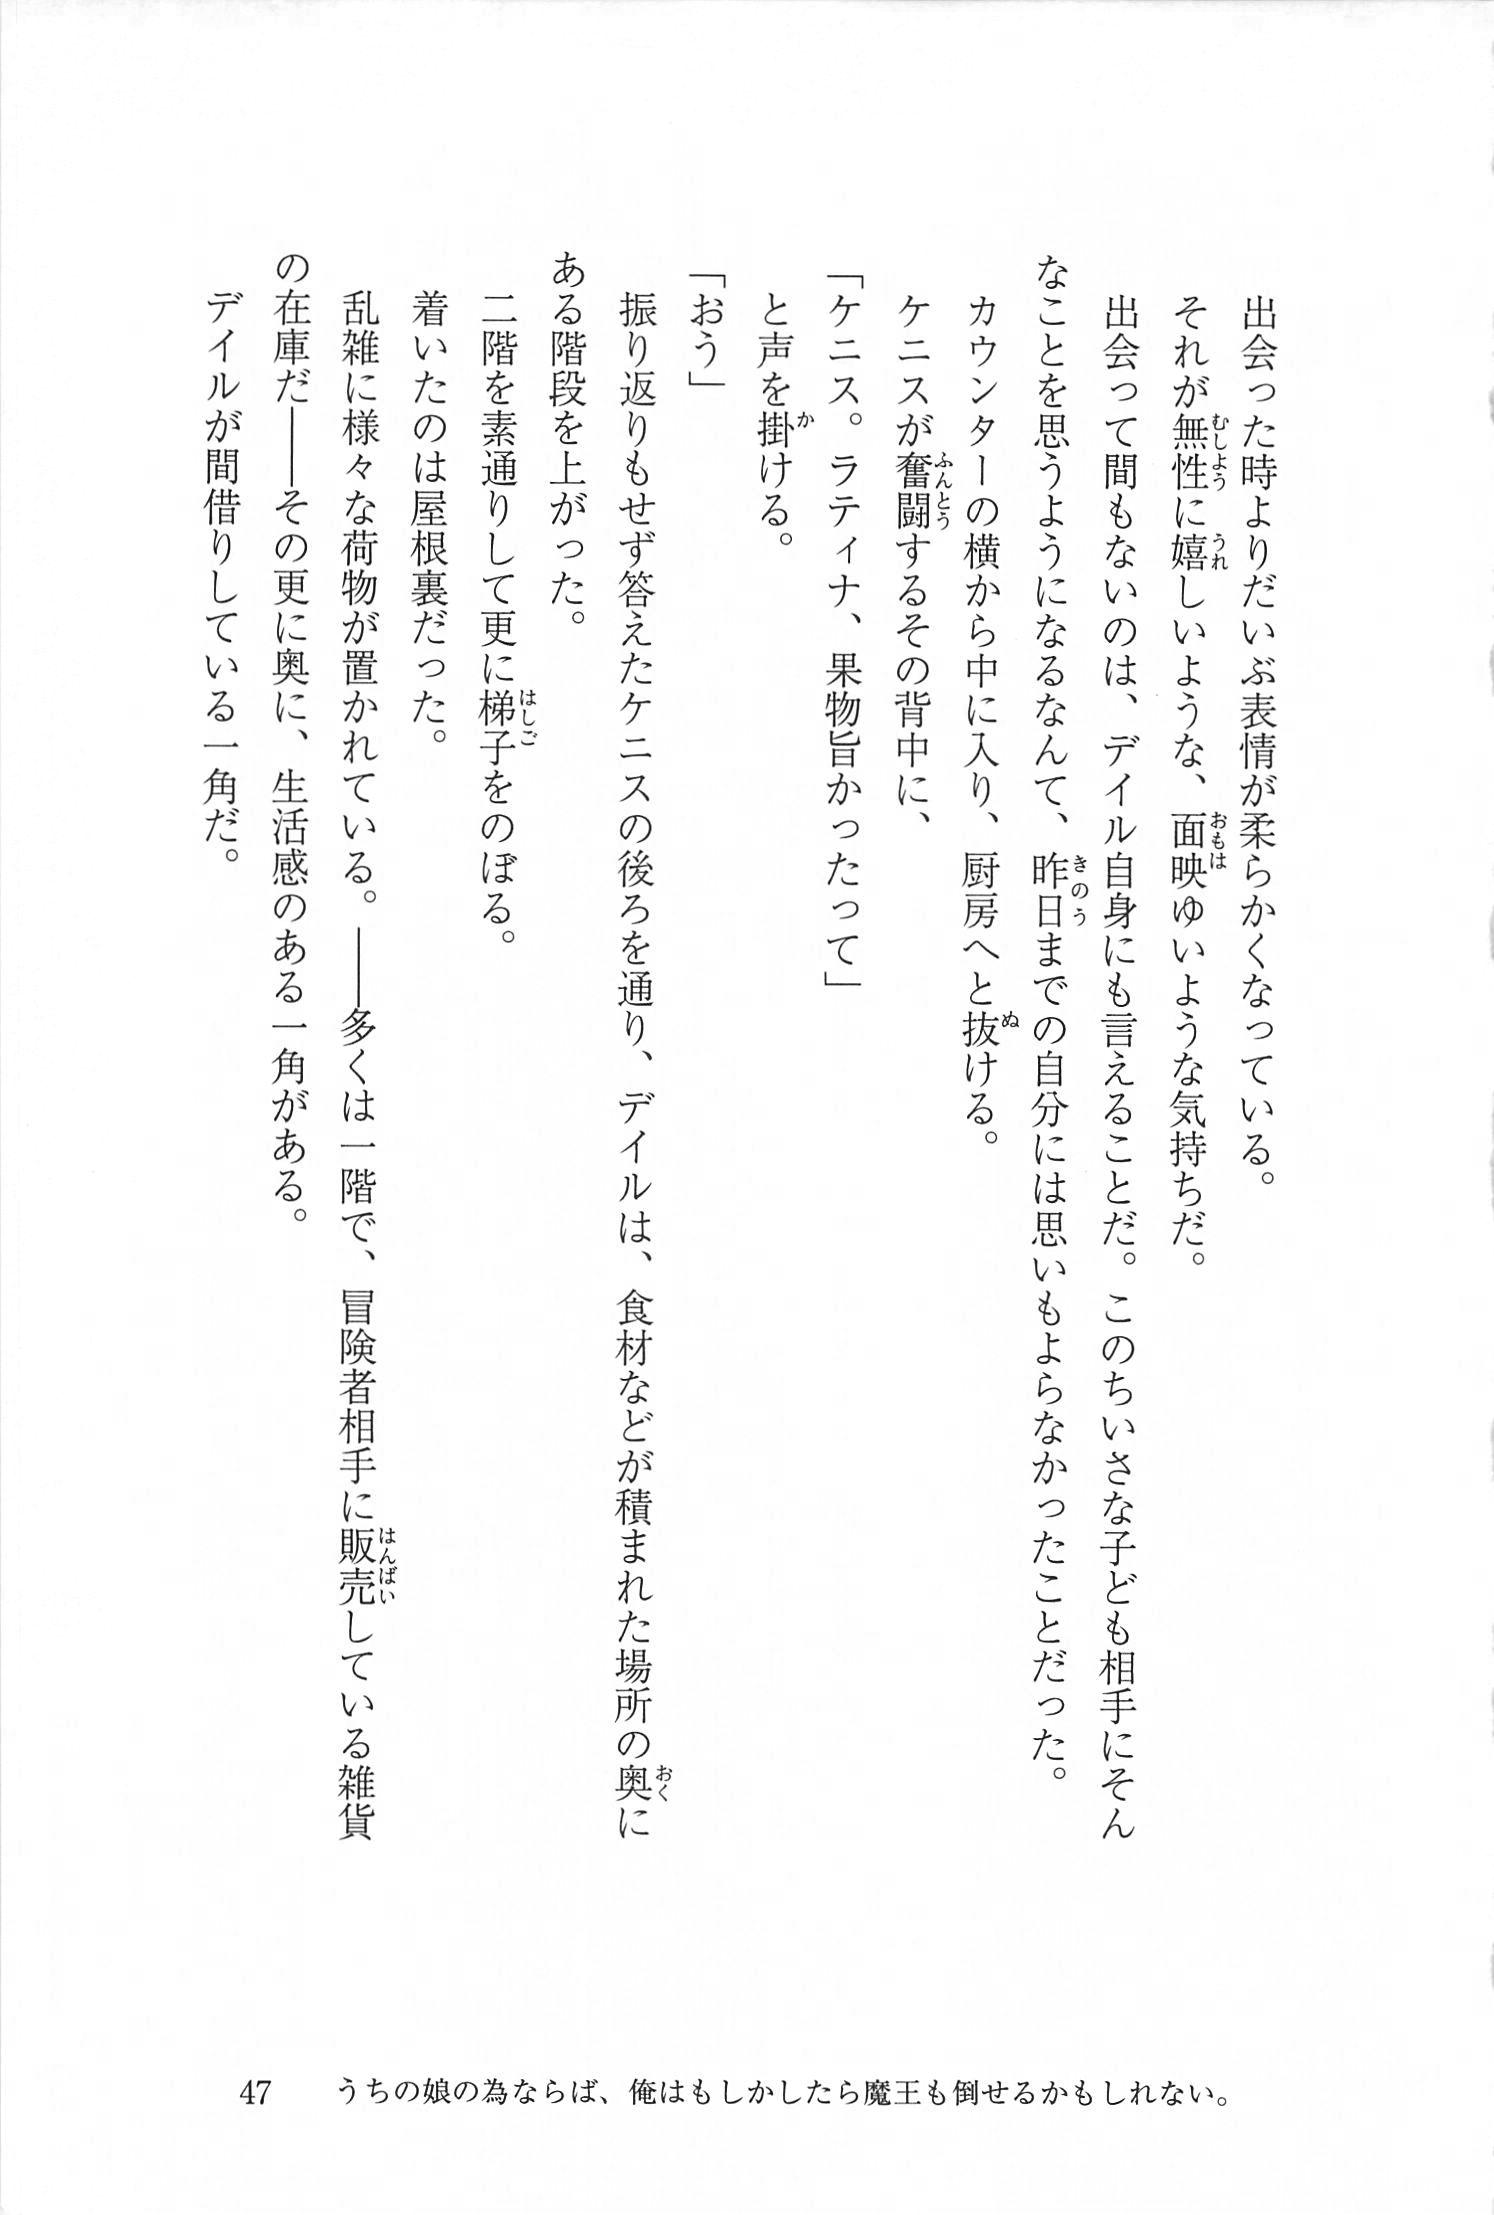 出会った時よりだいぶ表情が柔らかくなっている。
それが無性に嬉しいような、面映ゆいような気持ちだ。
出会って間もないのは、デイル自身にも言えることだ。このちいさな子ども相手にそん
なことを思うようになるなんて、昨日までの自分には思いもよらなかったことだった。
カウンターの横から中に入り、厨房へと抜ける。
ケニスが奮闘するその背中に、
「ケニス。ラティナ、果物旨かったって」
と声を掛ける。
「おう」
振り返りもせず答えたケニスの後ろを通り、デイルは、食材などが積まれた場所の奥に
ある階段を上がった。
二階を素通りして更に梯子をのぼる。
着いたのは屋根裏だった。
乱雑に様々な荷物が置かれている。――多くは一階で、冒険者相手に販売している雑貨
の在庫だ――その更に奥に、生活感のある一角がある。
デイルが間借りしている一角だ。
47 うちの娘の為ならば、俺はもしかしたら魔王も倒せるかもしれない。